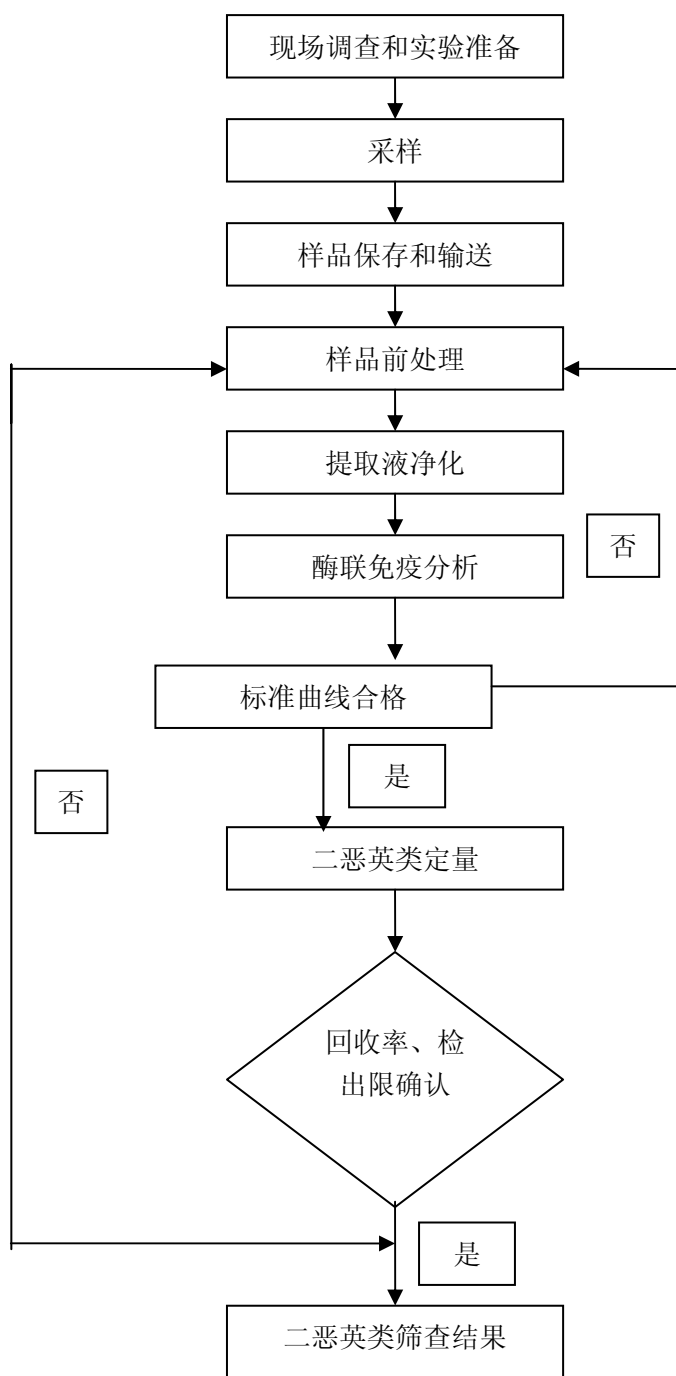 现场调查和实验准备
采样
样品保存和输送
样品前处理
提取液净化
否
酶联免疫分析
标准曲线合格
是
否
二恶英类定量
回收率、检
出限确认
是
二恶英类筛查结果